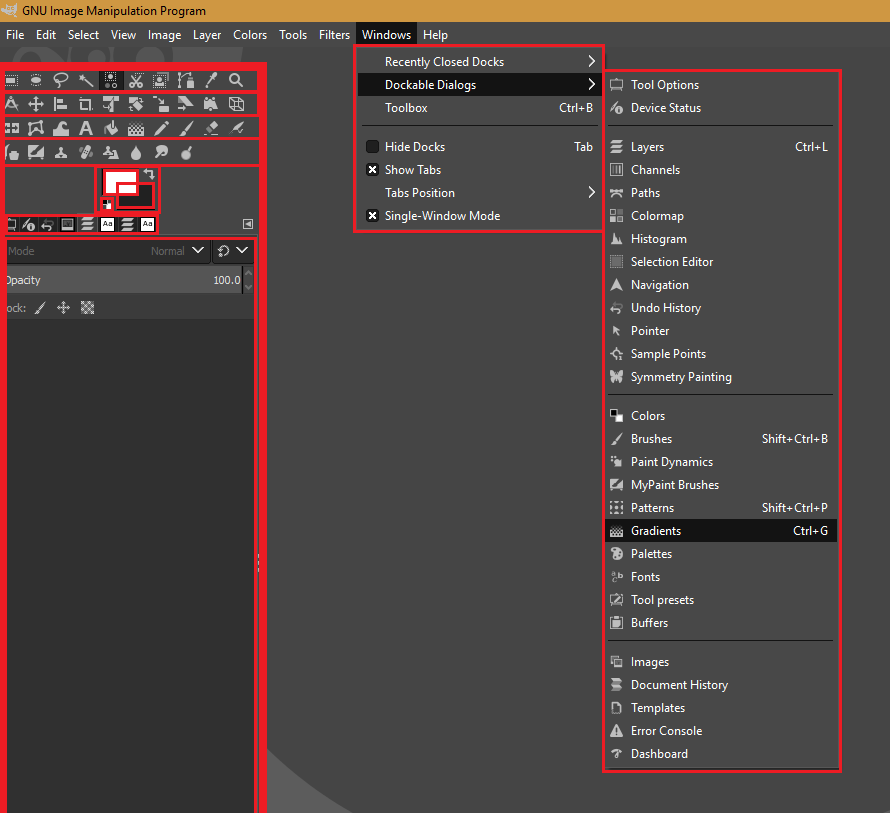 GNU Image Manipulation Program
File Edit Select View Image Layer Colors Tools Filters Windows Help
Recently Closed Docks
Dockable Dialogs
Toolbox Ctrl+B
Hide Docks Tab
Show Tabs
Tabs Position
Single-Window Mode
Tool Options
Device Status
Layers Ctrl+L
Channels
Paths
Colormap
Histogram
Selection Editor
Navigation
Undo History
Pointer
Sample Points
Symmetry Painting
Colors
Brushes Shift+Ctrl+B
Paint Dynamics
MyPaint Brushes
Patterns Shift+Ctrl+P
Gradients Ctrl+G
Palettes
Fonts
Tool presets
Buffers
Images
Document History
Templates
Error Console
Dashboard
Aa Aa
Mode Normal
Opacity 100.0
ock: